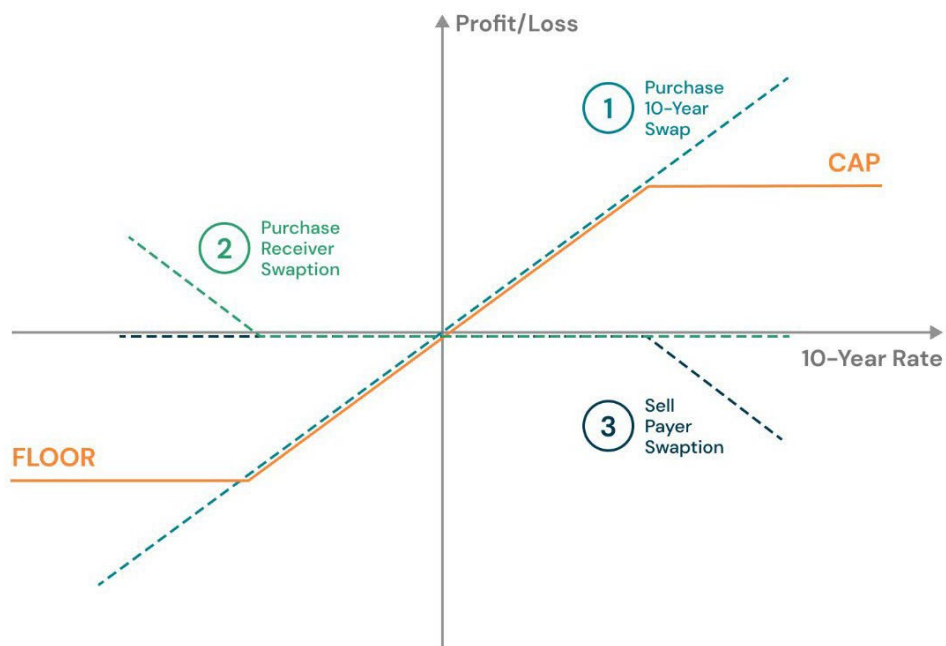 Profit/Loss
1
Purchase
10-Year
Swap
CAP
2
Purchase
Receiver
Swaption
10-Year Rate
3
Sell
Payer
Swaption
FLOOR